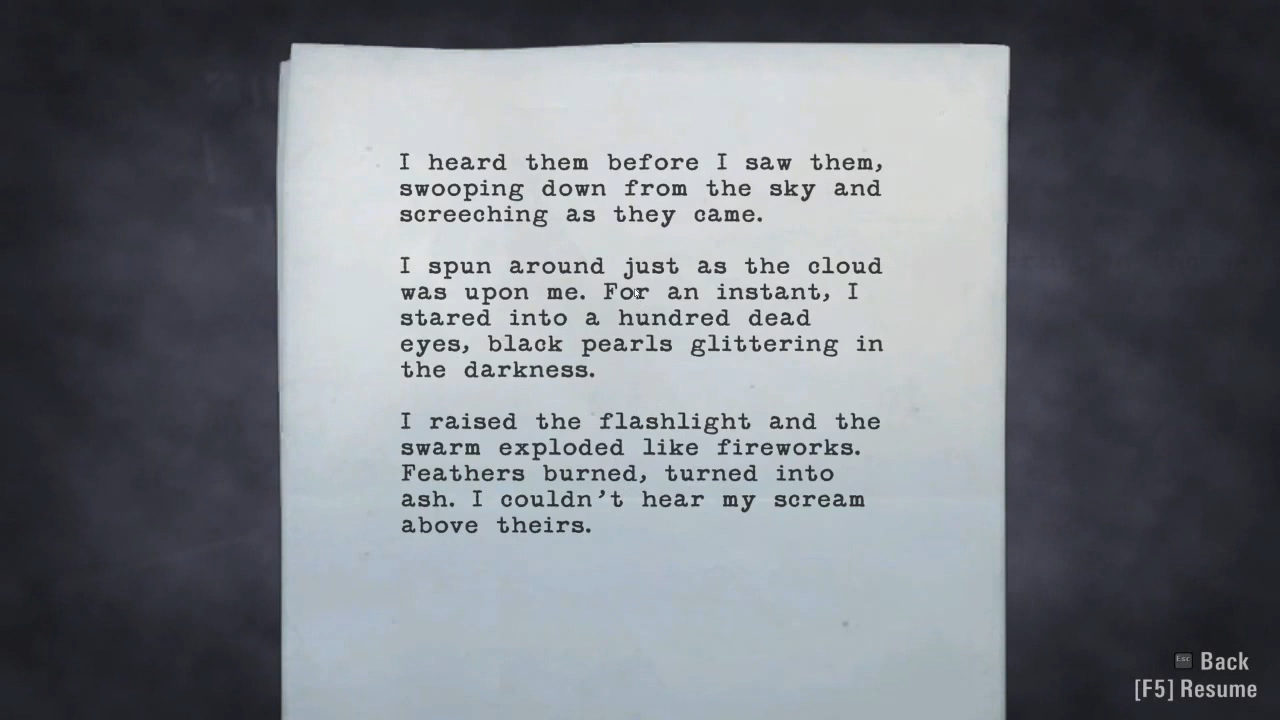 I heard them before I saw them,
swooping down from the sky and
screeching as they came.
I spun around just as the cloud
was upon me. For an instant, I
stared into a hundred dead
eyes, black pearls glittering in
the darkness.
I raised the flashlight and the
swarm exploded like fireworks.
Feathers burned, turned into
ash. I couldn't hear my scream
above theirs.
Esc Back
[F5] Resume